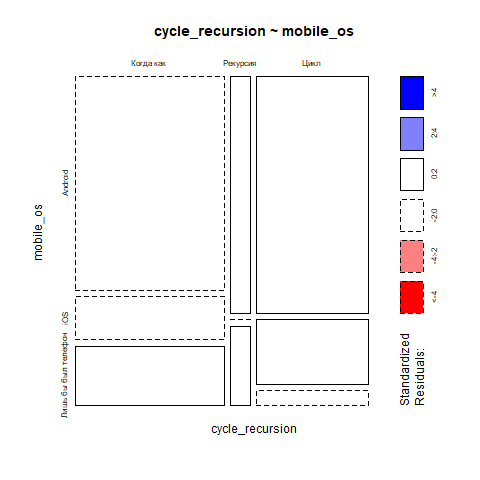 cycle_recursion ~ mobile_os
Когда как
Рекурсия
Цикл
Android
iOS
Лишь бы был телефон
mobile_os
cycle_recursion
>4
2:4
0:2
-2:0
-4:-2
<-4
Standardized
Residuals: